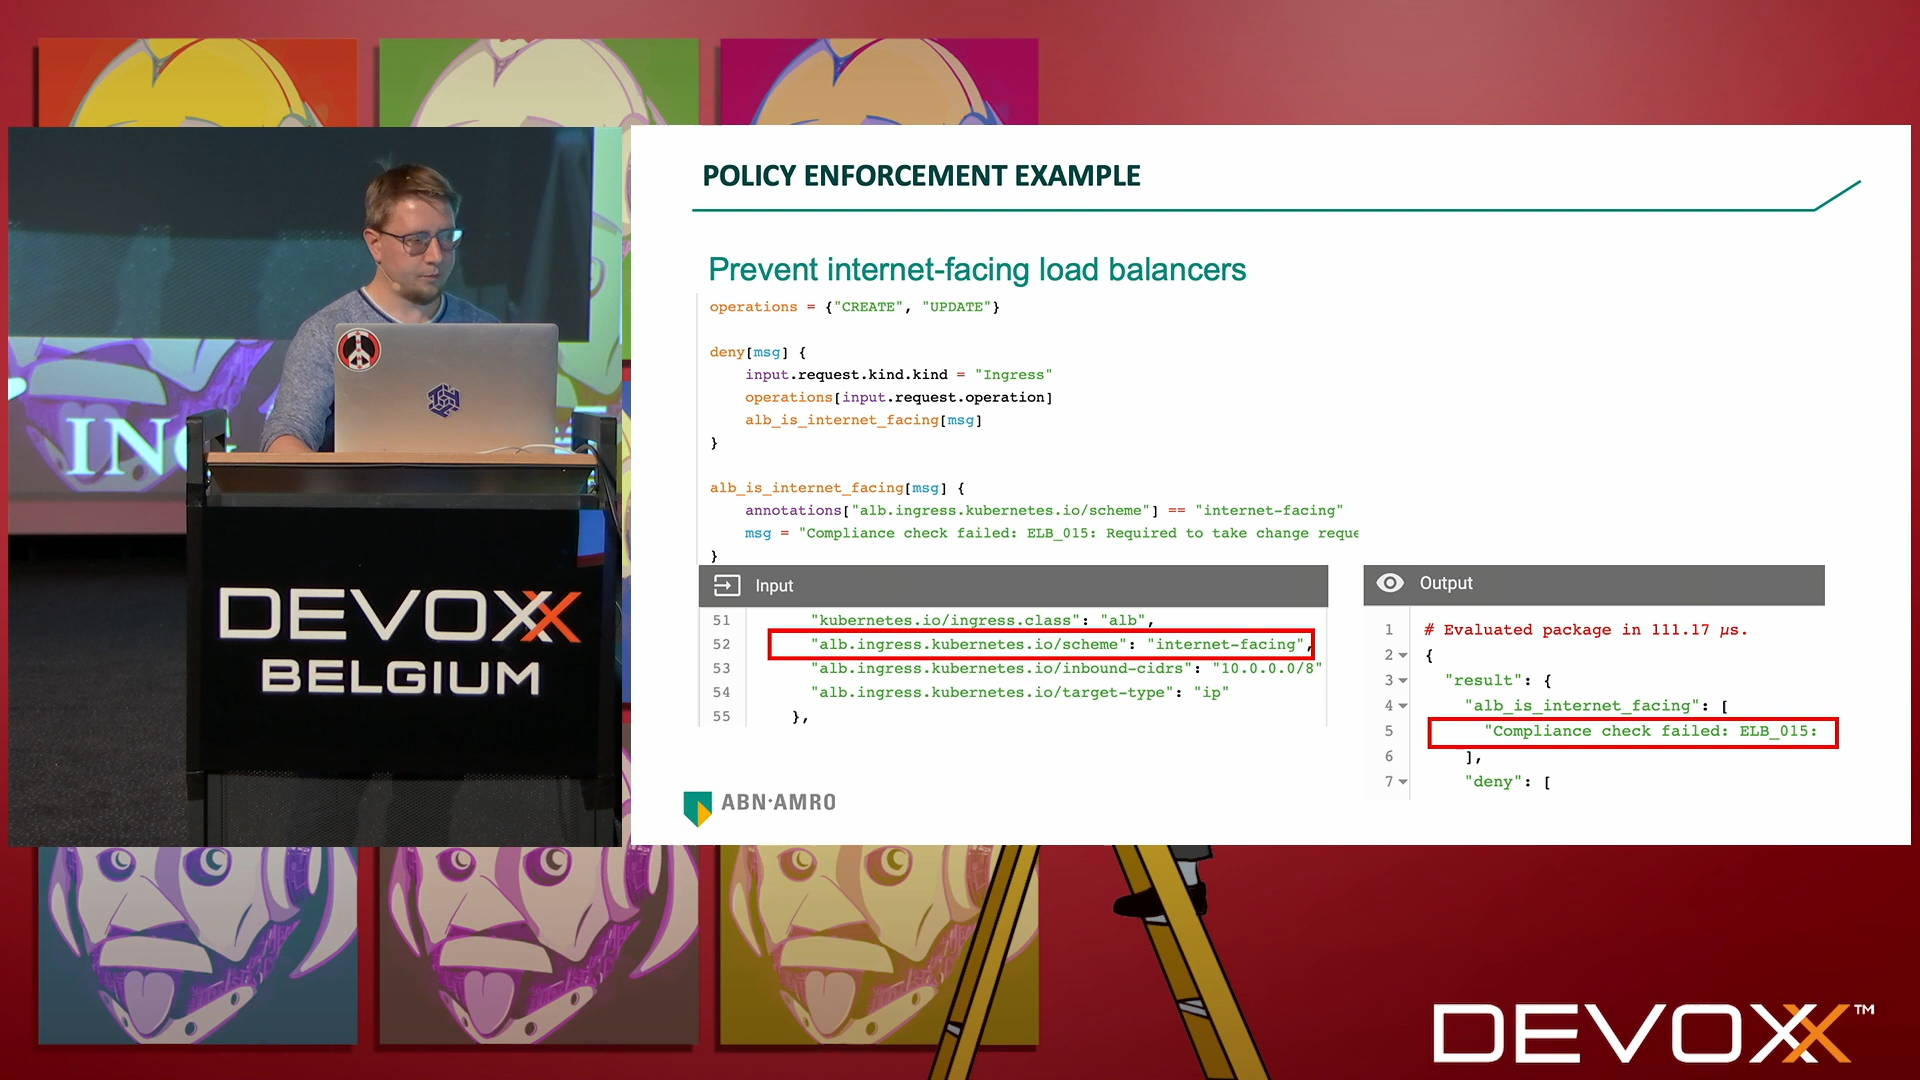 POLICY ENFORCEMENT EXAMPLE
Prevent internet-facing load balancers
operations = {"CREATE", "UPDATE"}
deny[msg] {
input.request.kind.kind = "Ingress"
operations[input.request.operation]
alb_is_internet_facing[msg]
}
alb_is_internet_facing[msg] {
annotations["alb.ingress.kubernetes.io/scheme"] == "internet-facing"
msg = "Compliance check failed: ELB_015: Required to take change reque
}
Input
51 "kubernetes.io/ingress.class": "alb",
52 "alb.ingress.kubernetes.io/scheme": "internet-facing",
53 "alb.ingress.kubernetes.io/inbound-cidrs": "10.0.0.0/8"
54 "alb.ingress.kubernetes.io/target-type": "ip"
55 },
Output
1 # Evaluated package in 111.17 µs.
2 {
3 "result": {
4 "alb_is_internet_facing": [
5 "Compliance check failed: ELB_015:
6 ],
7 "deny": [
ABN·AMRO
ING
DEVOXX
BELGIUM
DEVOXX™